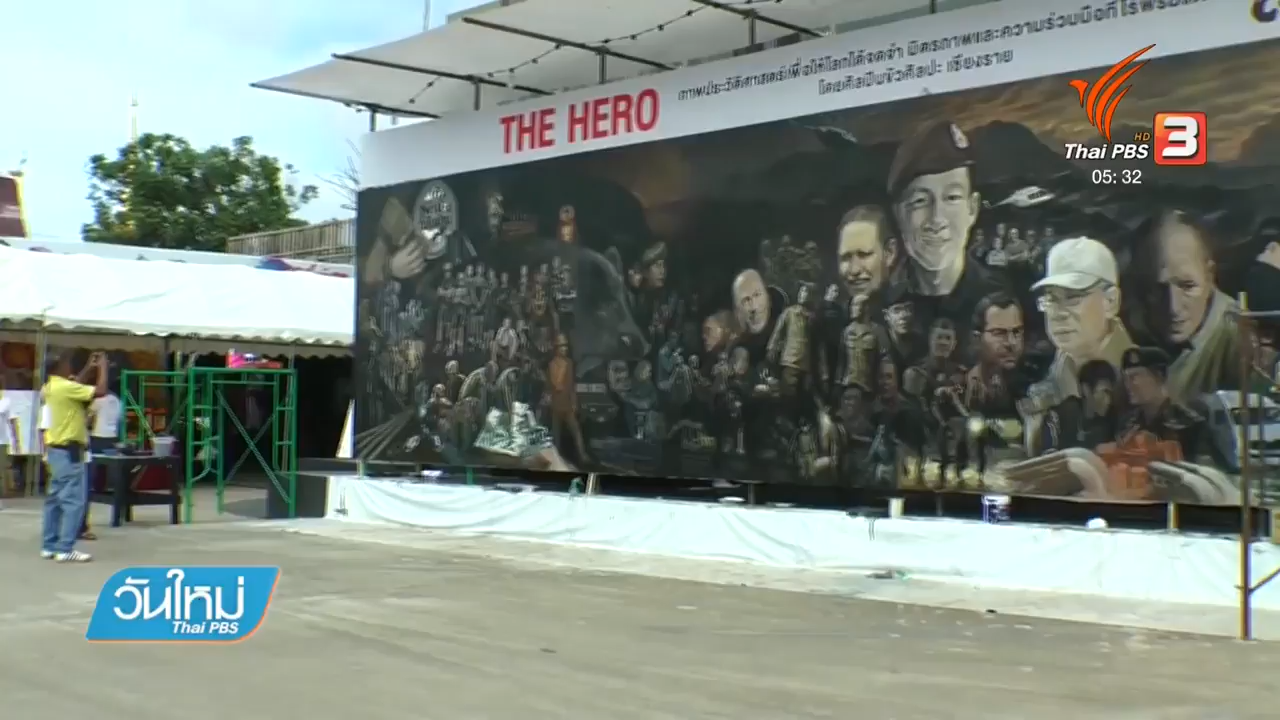 THE HERO
ภาพประวัติศาสตร์เพื่อให้โลกได้จดจำ มิตรภาพและความร่วมมือที่ไร้พรมแดน
โดยศิลปินขัวศิลปะ เชียงราย
HD
Thai PBS 3
05:32
วันใหม่
Thai PBS